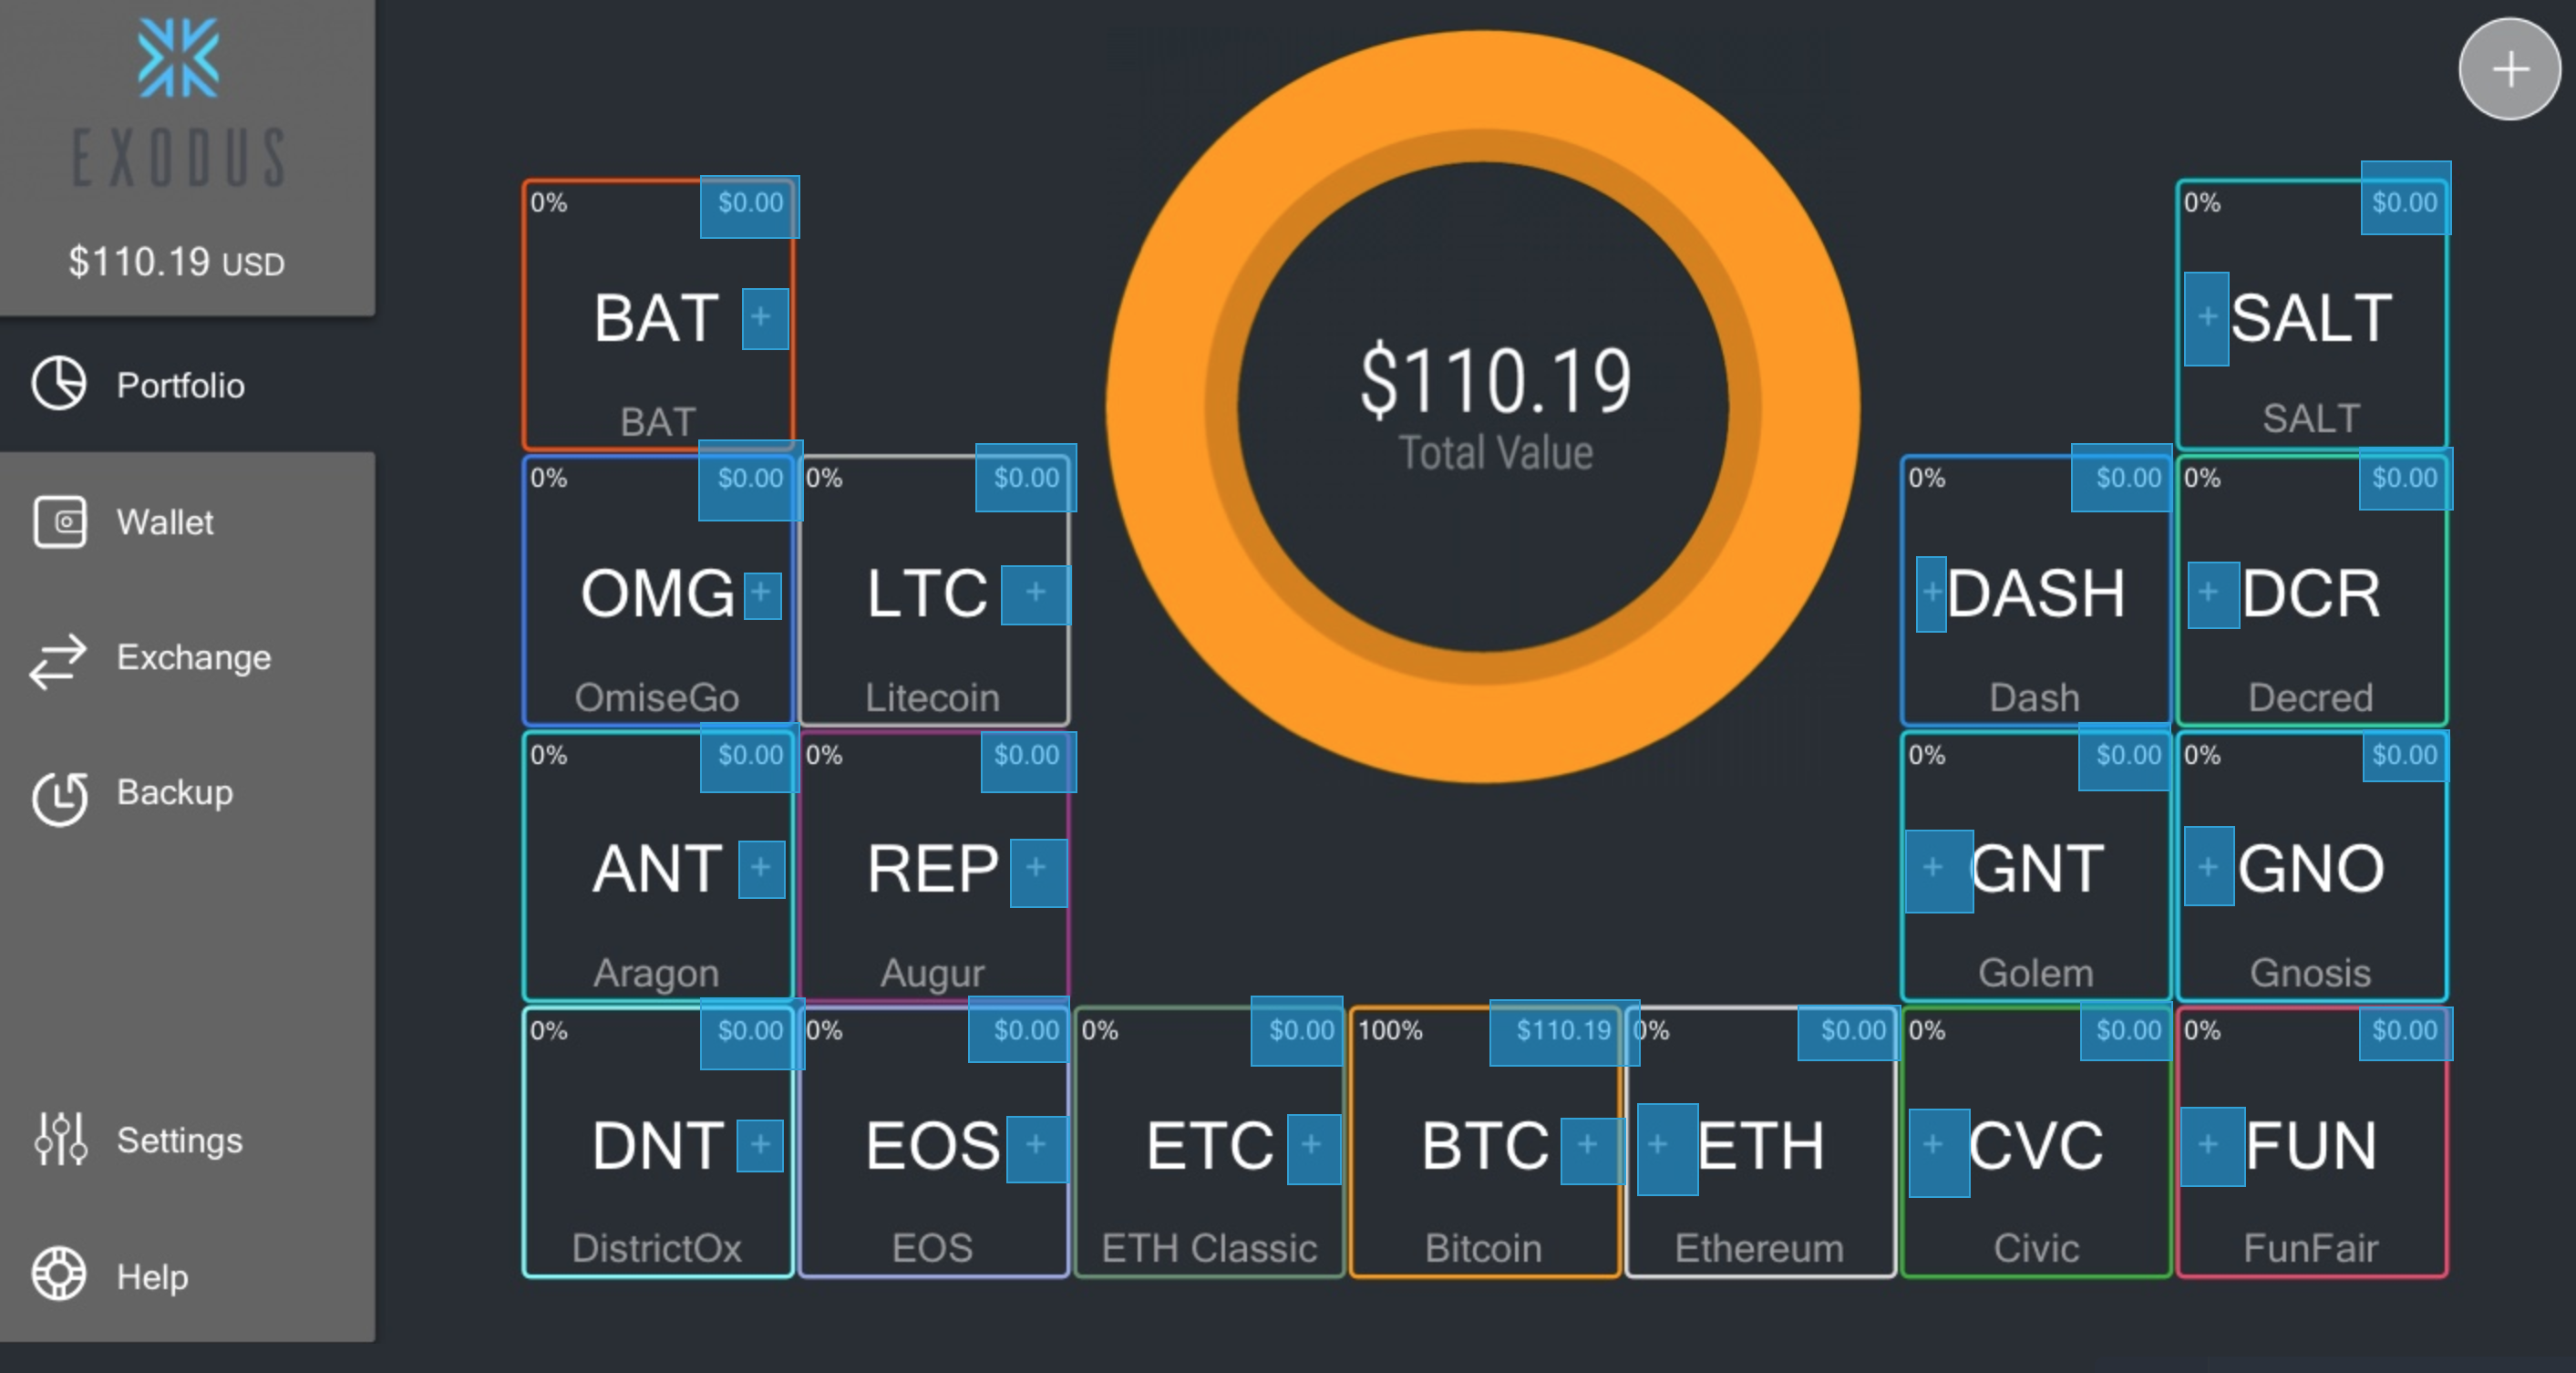 EXODUS
$110.19 USD
Portfolio
Wallet
Exchange
Backup
Settings
Help
+
$110.19
Total Value
0% $0.00
BAT +
BAT
0% $0.00
+ SALT
SALT
0% $0.00
OMG +
OmiseGo
0% $0.00
LTC +
Litecoin
0% $0.00
+ DASH
Dash
0% $0.00
+ DCR
Decred
0% $0.00
ANT +
Aragon
0% $0.00
REP +
Augur
0% $0.00
+ GNT
Golem
0% $0.00
+ GNO
Gnosis
0% $0.00
DNT +
DistrictOx
0% $0.00
EOS +
EOS
0% $0.00
ETC +
ETH Classic
100% $110.19
BTC +
Bitcoin
0% $0.00
+ ETH
Ethereum
0% $0.00
+ CVC
Civic
0% $0.00
+ FUN
FunFair